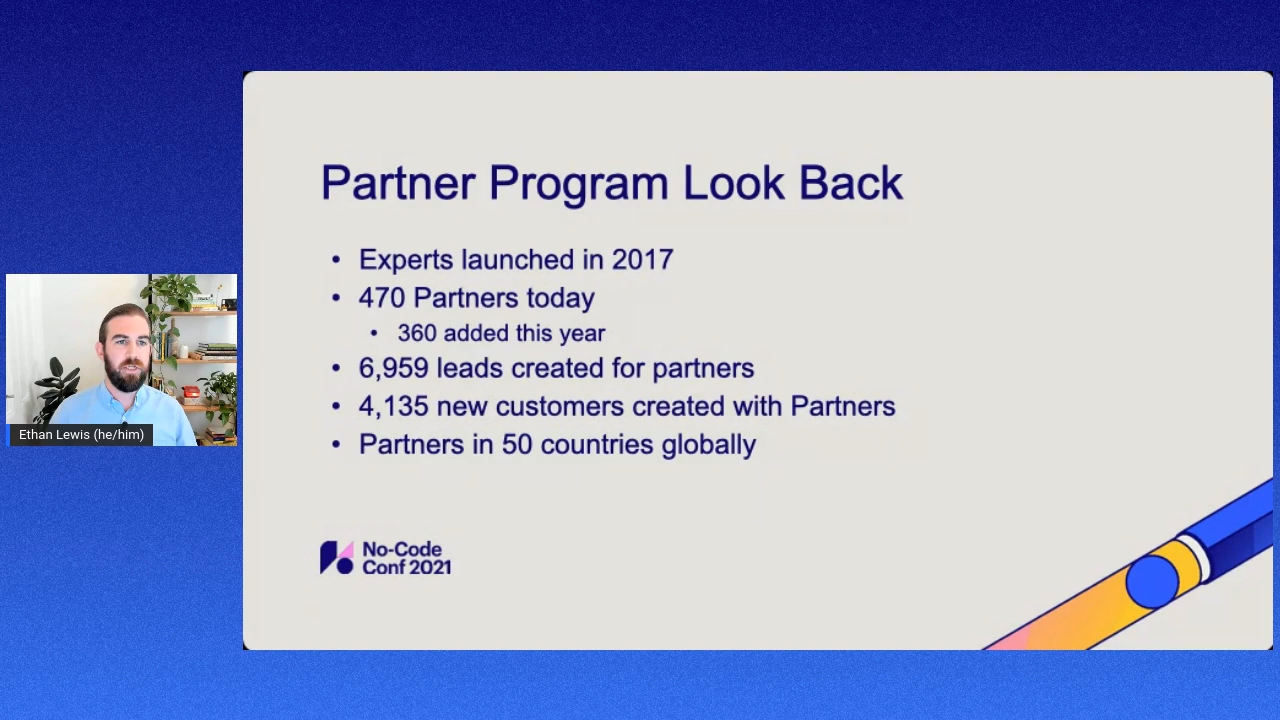 Partner Program Look Back
• Experts launched in 2017
• 470 Partners today
• 360 added this year
• 6,959 leads created for partners
• 4,135 new customers created with Partners
• Partners in 50 countries globally
Ethan Lewis (he/him)
No-Code
Conf 2021